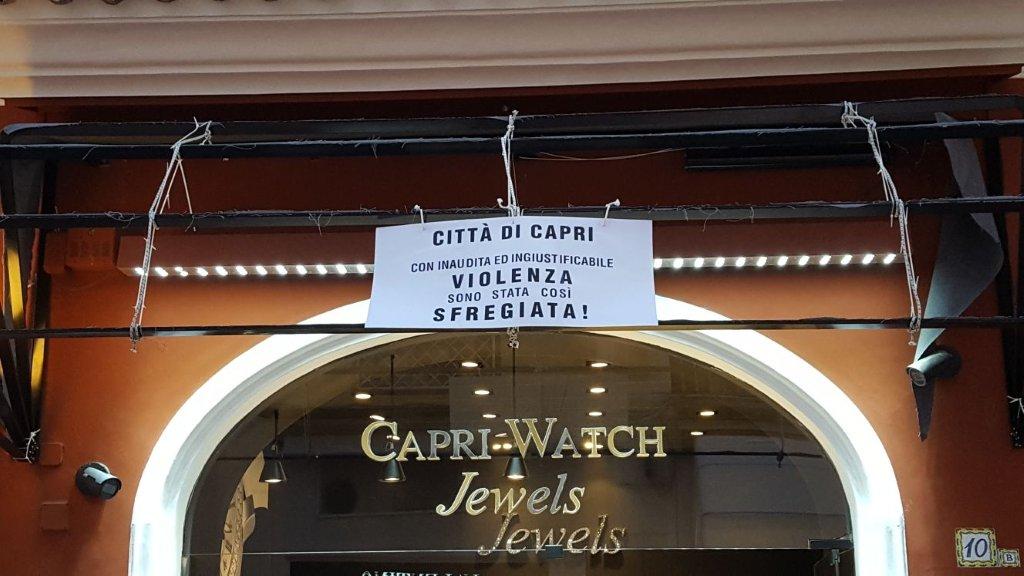 CITTÀ DI CAPRI
CON INAUDITA ED INGIUSTIFICABILE
VIOLENZA
SONO STATA COSÌ
SFREGIATA!
CAPRI WATCH
Jewels
Jewels
10
B